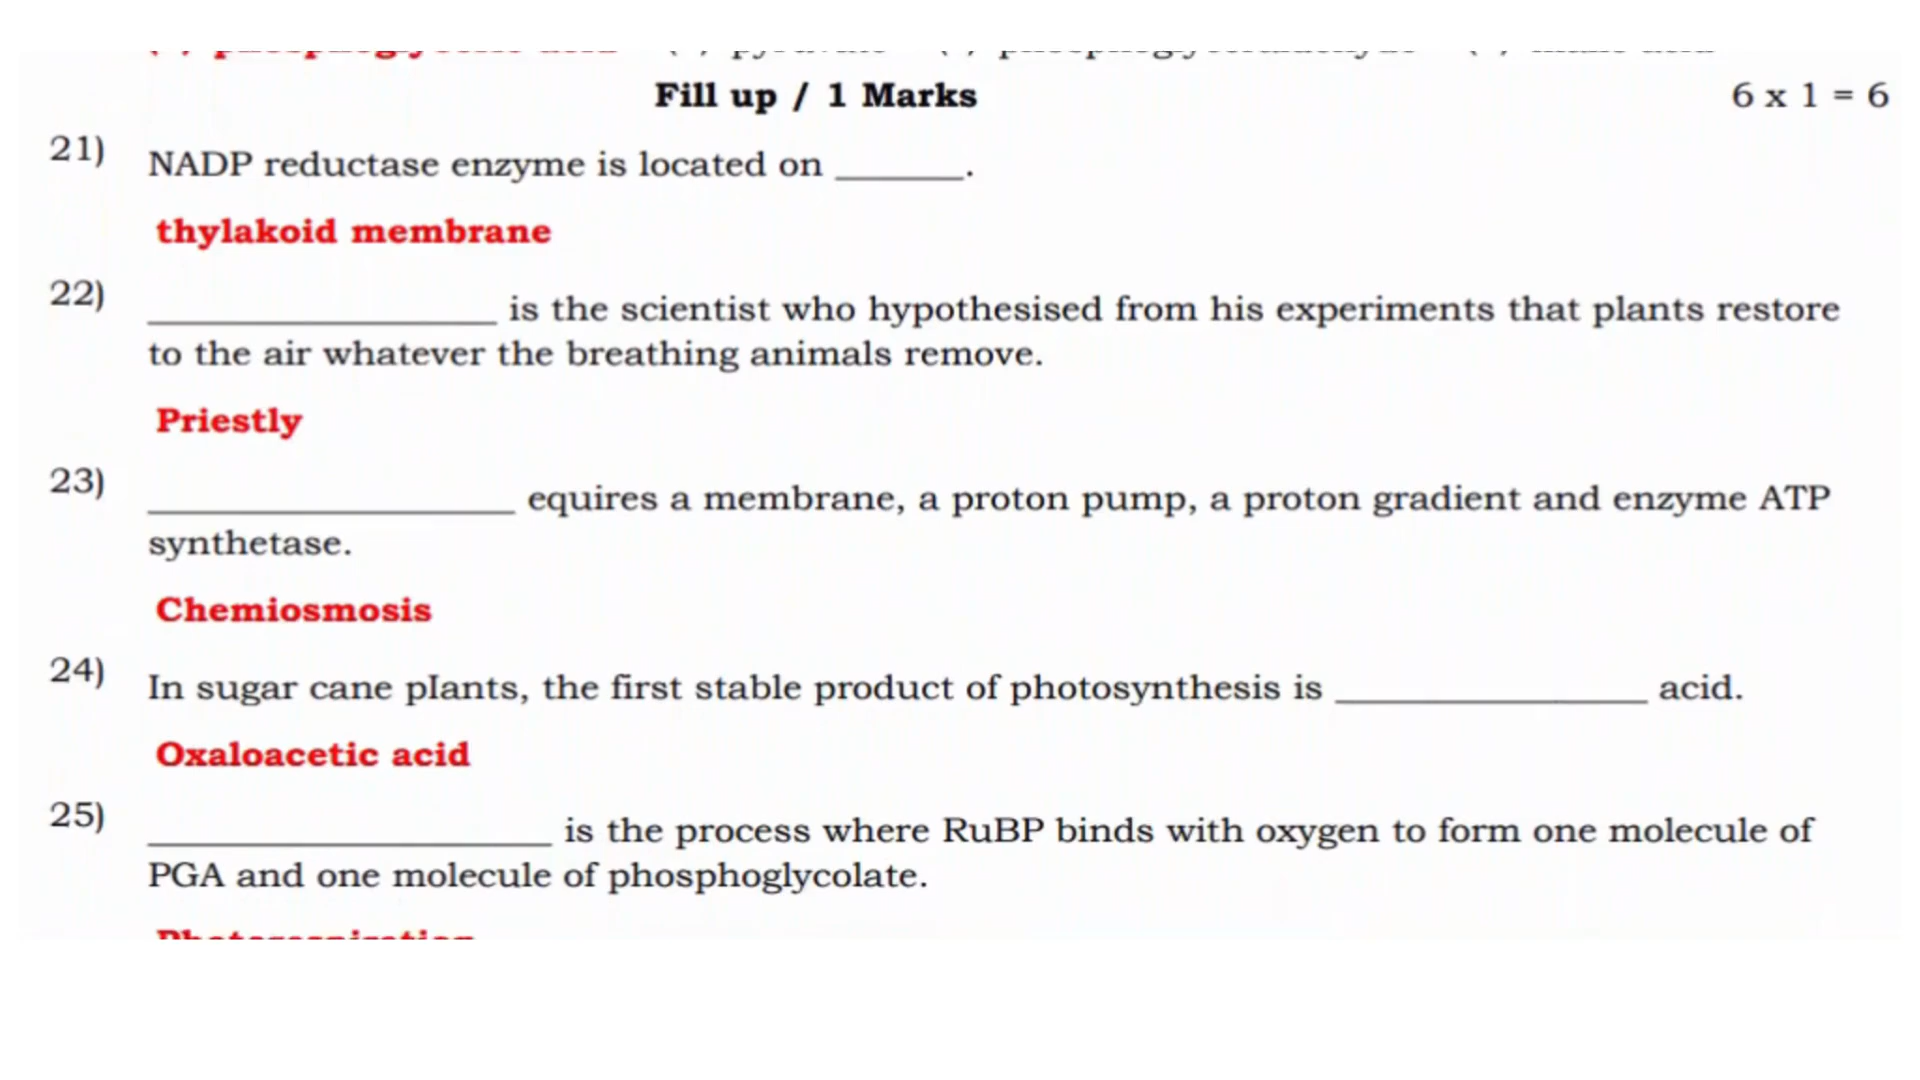 Fill up / 1 Marks 6 x 1 = 6
21) NADP reductase enzyme is located on _______.
thylakoid membrane
22) ___________________ is the scientist who hypothesised from his experiments that plants restore
to the air whatever the breathing animals remove.
Priestly
23) ____________________ equires a membrane, a proton pump, a proton gradient and enzyme ATP
synthetase.
Chemiosmosis
24) In sugar cane plants, the first stable product of photosynthesis is _________________ acid.
Oxaloacetic acid
25) ______________________ is the process where RuBP binds with oxygen to form one molecule of
PGA and one molecule of phosphoglycolate.